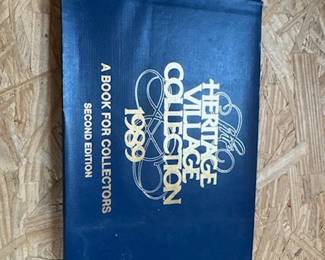 The
HERITAGE
VILLAGE
COLLECTION
1989
A BOOK FOR COLLECTORS
SECOND EDITION